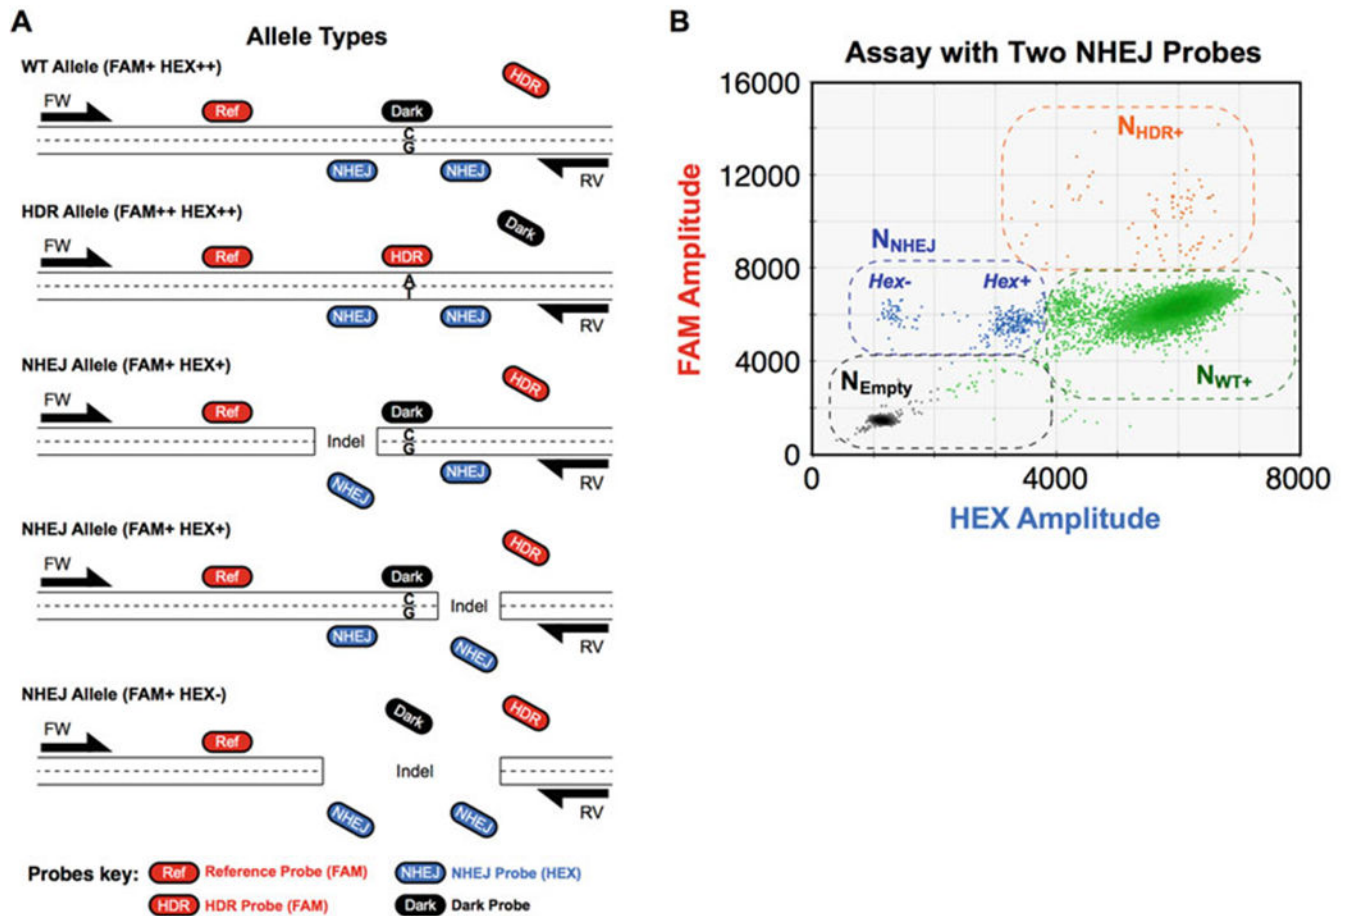 A
Allele Types
WT Allele (FAM+ HEX++)
HDR
FW
Ref
Dark
C
G
NHEJ
NHEJ
RV
HDR Allele (FAM++ HEX++)
Dark
FW
Ref
HDR
A
T
NHEJ
NHEJ
RV
NHEJ Allele (FAM+ HEX+)
HDR
FW
Ref
Dark
Indel
C
G
NHEJ
NHEJ
RV
NHEJ Allele (FAM+ HEX+)
HDR
FW
Ref
Dark
C
G
Indel
NHEJ
NHEJ
RV
NHEJ Allele (FAM+ HEX-)
Dark
HDR
FW
Ref
Indel
NHEJ
NHEJ
RV
Probes key:
Ref Reference Probe (FAM)
NHEJ NHEJ Probe (HEX)
HDR HDR Probe (FAM)
Dark Dark Probe
B
Assay with Two NHEJ Probes
FAM Amplitude
16000
12000
8000
4000
0
NHDR+
NNHEJ
Hex-
Hex+
NEmpty
NWT+
0
4000
8000
HEX Amplitude